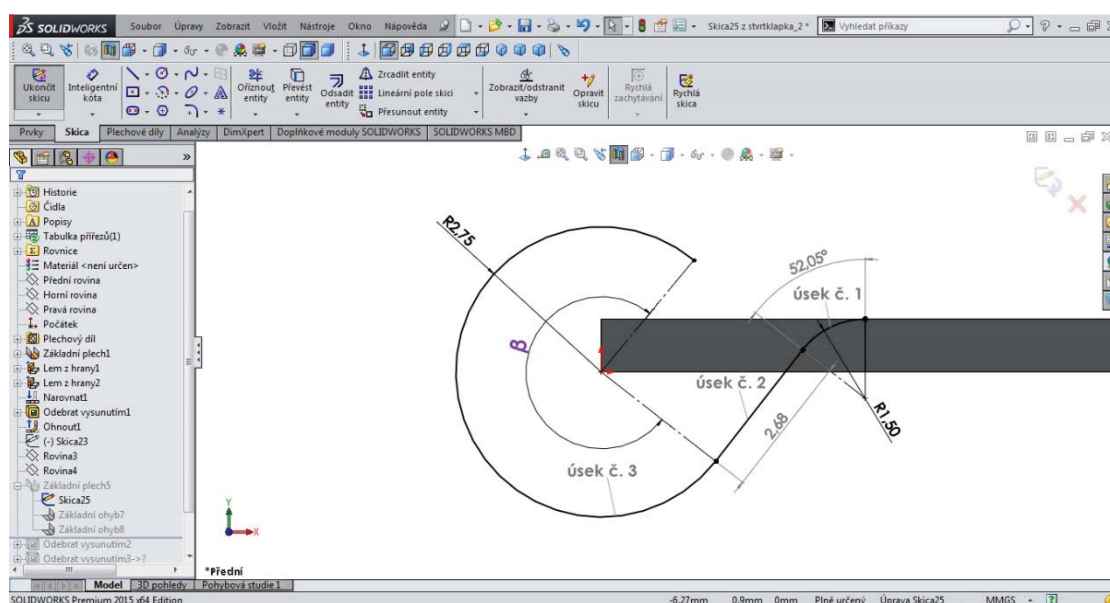 SOLIDWORKS Soubor Úpravy Zobrazit Vložit Nástroje Okno Nápověda Skica25 z stvrtklapka_2 * Vyhledat příkazy
Ukončit skicu
Inteligentní kóta
Oříznout entity
Převést entity
Odsadit entity
Zrcadlit entity
Lineární pole skici
Přesunout entity
Zobrazit/odstranit vazby
Opravit skicu
Rychlá zachytávání
Rychlá skica
Prvky Skica Plechové díly Analýzy DimXpert Doplňkové moduly SOLIDWORKS SOLIDWORKS MBD
Historie
Čidla
Popisy
Tabulka přířezů(1)
Rovnice
Materiál <není určen>
Přední rovina
Horní rovina
Pravá rovina
Počátek
Plechový díl
Základní plech1
Lem z hrany1
Lem z hrany2
Narovnat1
Odebrat vysunutím1
Ohnout1
(-) Skica23
Rovina3
Rovina4
Základní plech5
Skica25
Základní ohyb7
Základní ohyb8
Odebrat vysunutím2
Odebrat vysunutím3->?
R2,75
52,05°
úsek č. 1
β
úsek č. 2
R1,50
2,68
úsek č. 3
Y
X
*Přední
Model 3D pohledy Pohybová studie 1
SOLIDWORKS Premium 2015 x64 Edition -6.27mm 0.9mm 0mm Plně určený Úprava Skica25 MMGS